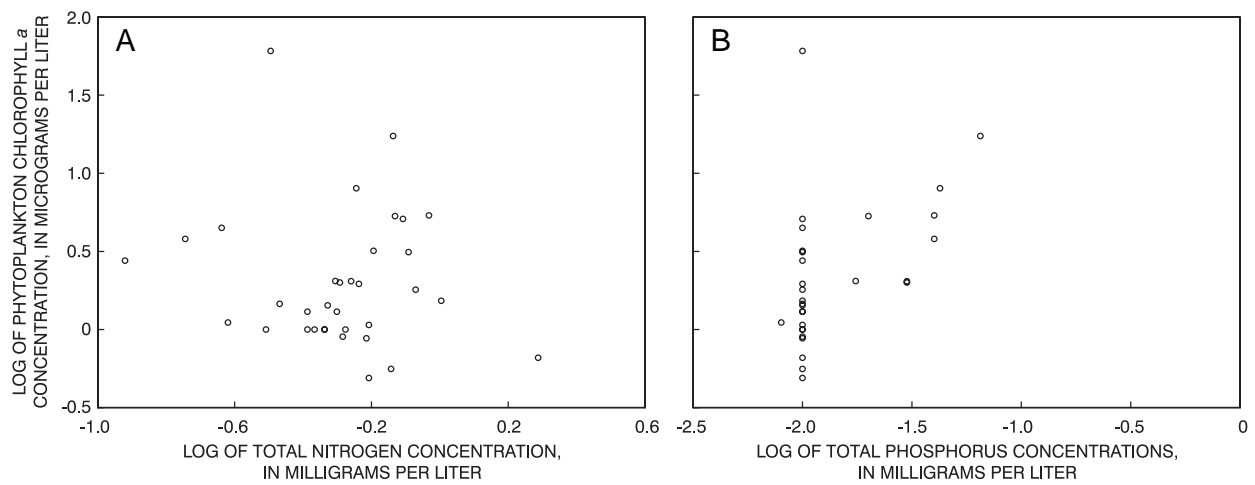 LOG OF PHYTOPLANKTON CHLOROPHYLL a
CONCENTRATION, IN MICROGRAMS PER LITER
2.0
1.5
1.0
0.5
0
-0.5
A
-1.0 -0.6 -0.2 0.2 0.6
LOG OF TOTAL NITROGEN CONCENTRATION,
IN MILLIGRAMS PER LITER
B
-2.5 -2.0 -1.5 -1.0 -0.5 0
LOG OF TOTAL PHOSPHORUS CONCENTRATIONS,
IN MILLIGRAMS PER LITER